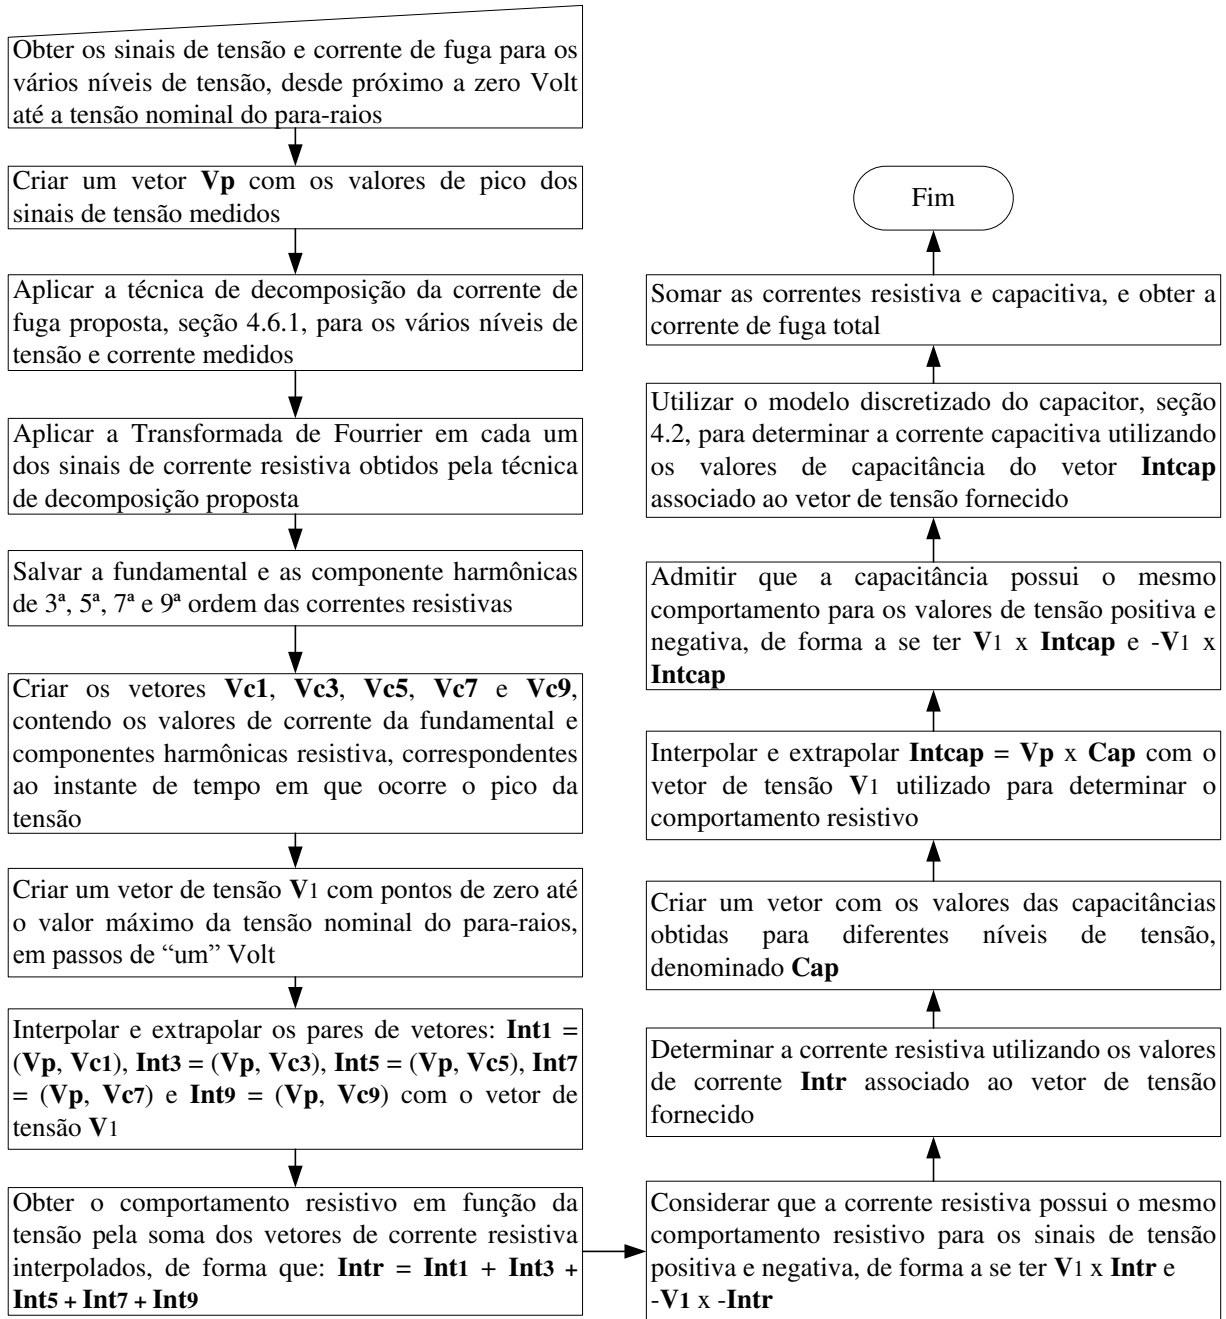 Obter os sinais de tensão e corrente de fuga para os
vários níveis de tensão, desde próximo a zero Volt
até a tensão nominal do para-raios
Criar um vetor Vp com os valores de pico dos
sinais de tensão medidos
Aplicar a técnica de decomposição da corrente de
fuga proposta, seção 4.6.1, para os vários níveis de
tensão e corrente medidos
Aplicar a Transformada de Fourrier em cada um
dos sinais de corrente resistiva obtidos pela técnica
de decomposição proposta
Salvar a fundamental e as componente harmônicas
de 3ª, 5ª, 7ª e 9ª ordem das correntes resistivas
Criar os vetores Vc1, Vc3, Vc5, Vc7 e Vc9,
contendo os valores de corrente da fundamental e
componentes harmônicas resistiva, correspondentes
ao instante de tempo em que ocorre o pico da
tensão
Criar um vetor de tensão V1 com pontos de zero até
o valor máximo da tensão nominal do para-raios,
em passos de “um” Volt
Interpolar e extrapolar os pares de vetores: Int1 =
(Vp, Vc1), Int3 = (Vp, Vc3), Int5 = (Vp, Vc5), Int7
= (Vp, Vc7) e Int9 = (Vp, Vc9) com o vetor de
tensão V1
Obter o comportamento resistivo em função da
tensão pela soma dos vetores de corrente resistiva
interpolados, de forma que: Intr = Int1 + Int3 +
Int5 + Int7 + Int9
Considerar que a corrente resistiva possui o mesmo
comportamento resistivo para os sinais de tensão
positiva e negativa, de forma a se ter V1 x Intr e
-V1 x -Intr
Determinar a corrente resistiva utilizando os valores
de corrente Intr associado ao vetor de tensão
fornecido
Criar um vetor com os valores das capacitâncias
obtidas para diferentes níveis de tensão,
denominado Cap
Interpolar e extrapolar Intcap = Vp x Cap com o
vetor de tensão V1 utilizado para determinar o
comportamento resistivo
Admitir que a capacitância possui o mesmo
comportamento para os valores de tensão positiva e
negativa, de forma a se ter V1 x Intcap e -V1 x
Intcap
Utilizar o modelo discretizado do capacitor, seção
4.2, para determinar a corrente capacitiva utilizando
os valores de capacitância do vetor Intcap
associado ao vetor de tensão fornecido
Somar as correntes resistiva e capacitiva, e obter a
corrente de fuga total
Fim